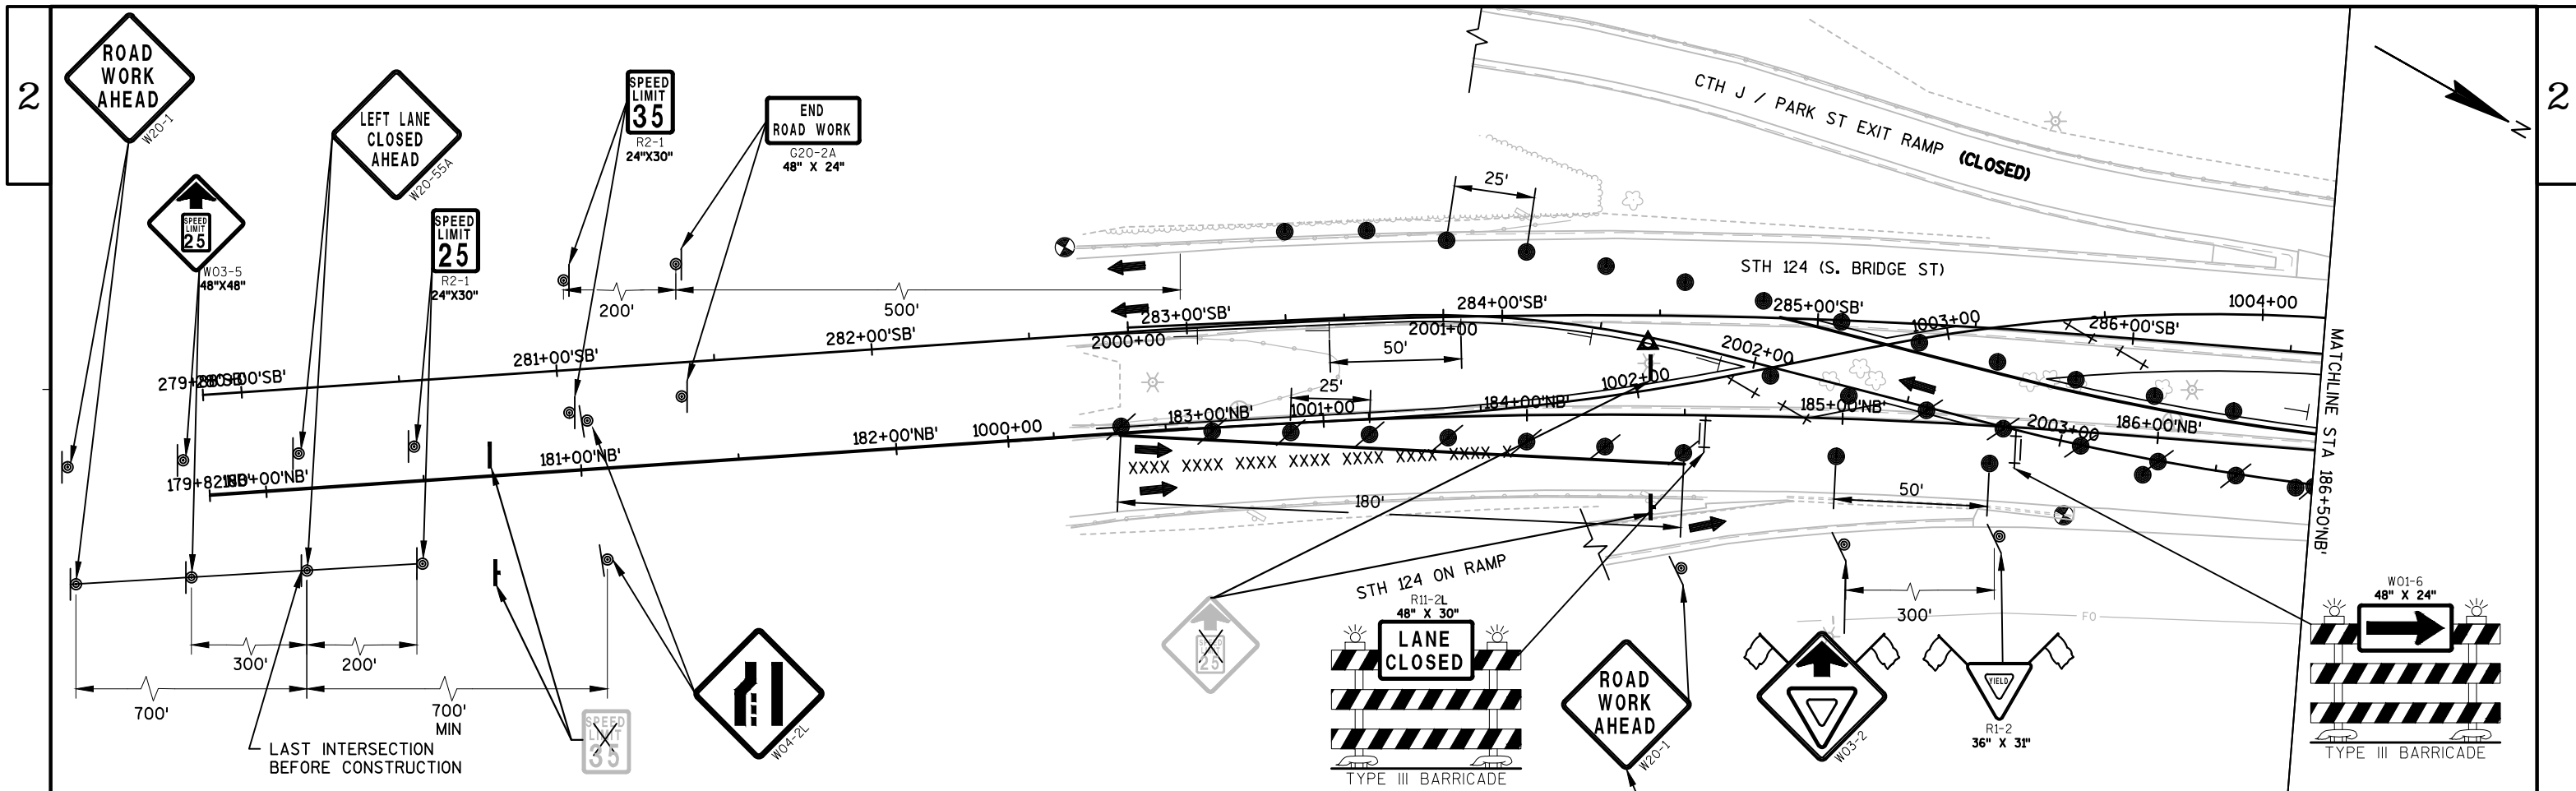 2
ROAD
WORK
AHEAD
W20-1
SPEED
LIMIT
25
W03-5
48"X48"
LEFT LANE
CLOSED
AHEAD
W20-55A
SPEED
LIMIT
25
R2-1
24"X30"
SPEED
LIMIT
35
R2-1
24"X30"
END
ROAD WORK
G20-2A
48" X 24"
200'
500'
25'
CTH J / PARK ST EXIT RAMP (CLOSED)
STH 124 (S. BRIDGE ST)
N
2
281+00'SB'
282+00'SB'
283+00'SB'
284+00'SB'
285+00'SB'
286+00'SB'
1004+00
1003+00
2000+00
2001+00
2002+00
2003+00
50'
25'
1002+00
1001+00
1000+00
181+00'NB'
182+00'NB'
183+00'NB'
184+00'NB'
185+00'NB'
186+00'NB'
XXXX XXXX XXXX XXXX XXXX XXXX XXXX X
180'
50'
MATCHLINE STA 186+50'NB'
300'
200'
700'
700'
MIN
LAST INTERSECTION
BEFORE CONSTRUCTION
SPEED
LIMIT
35
W04-2L
25
STH 124 ON RAMP
R11-2L
48" X 30"
LANE
CLOSED
TYPE III BARRICADE
ROAD
WORK
AHEAD
W20-1
300'
FO
W03-2
YIELD
R1-2
36" X 31"
W01-6
48" X 24"
TYPE III BARRICADE